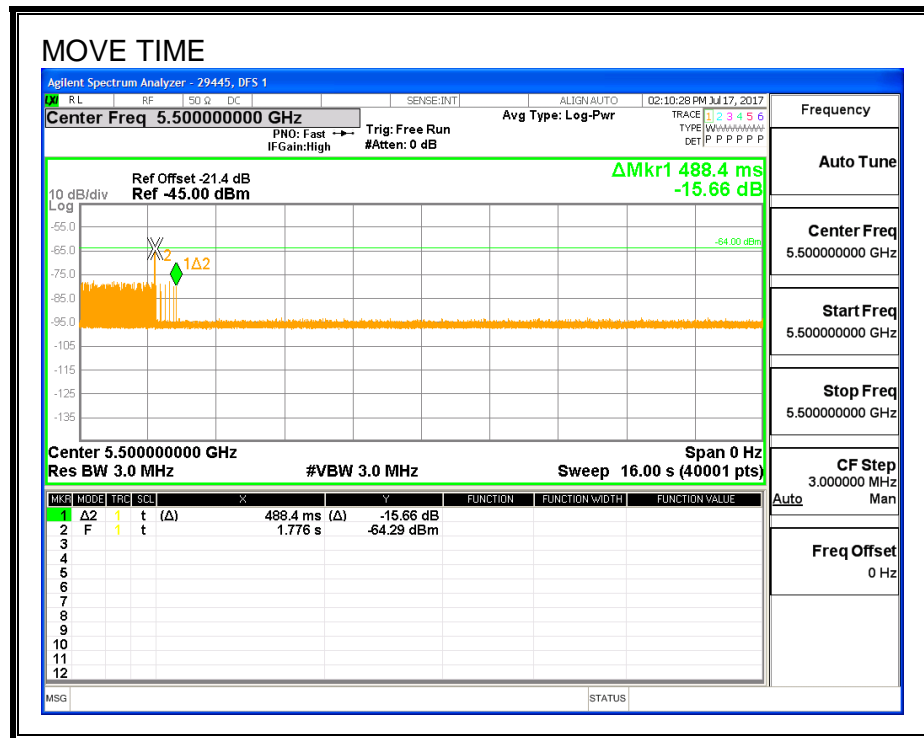 MOVE TIME
Agilent Spectrum Analyzer - 29445, DFS 1
LXI RL RF 50 Ω DC SENSE:INT ALIGN AUTO 02:10:28 PM Jul 17, 2017
Center Freq 5.500000000 GHz
PNO: Fast
IFGain:High
Trig: Free Run
#Atten: 0 dB
Avg Type: Log-Pwr
TRACE 1 2 3 4 5 6
TYPE WWWWWW
DET P P P P P P
ΔMkr1 488.4 ms
-15.66 dB
Ref Offset -21.4 dB
10 dB/div Ref -45.00 dBm
Log
-55.0
-65.0
-75.0
-85.0
-95.0
-105
-115
-125
-135
-64.00 dBm
2
1Δ2
Center 5.500000000 GHz Span 0 Hz
Res BW 3.0 MHz #VBW 3.0 MHz Sweep 16.00 s (40001 pts)
MKR MODE TRC SCL X Y FUNCTION FUNCTION WIDTH FUNCTION VALUE
1 Δ2 1 t (Δ) 488.4 ms (Δ) -15.66 dB
2 F 1 t 1.776 s -64.29 dBm
3
4
5
6
7
8
9
10
11
12
MSG STATUS
Frequency
Auto Tune
Center Freq
5.500000000 GHz
Start Freq
5.500000000 GHz
Stop Freq
5.500000000 GHz
CF Step
3.000000 MHz
Auto Man
Freq Offset
0 Hz